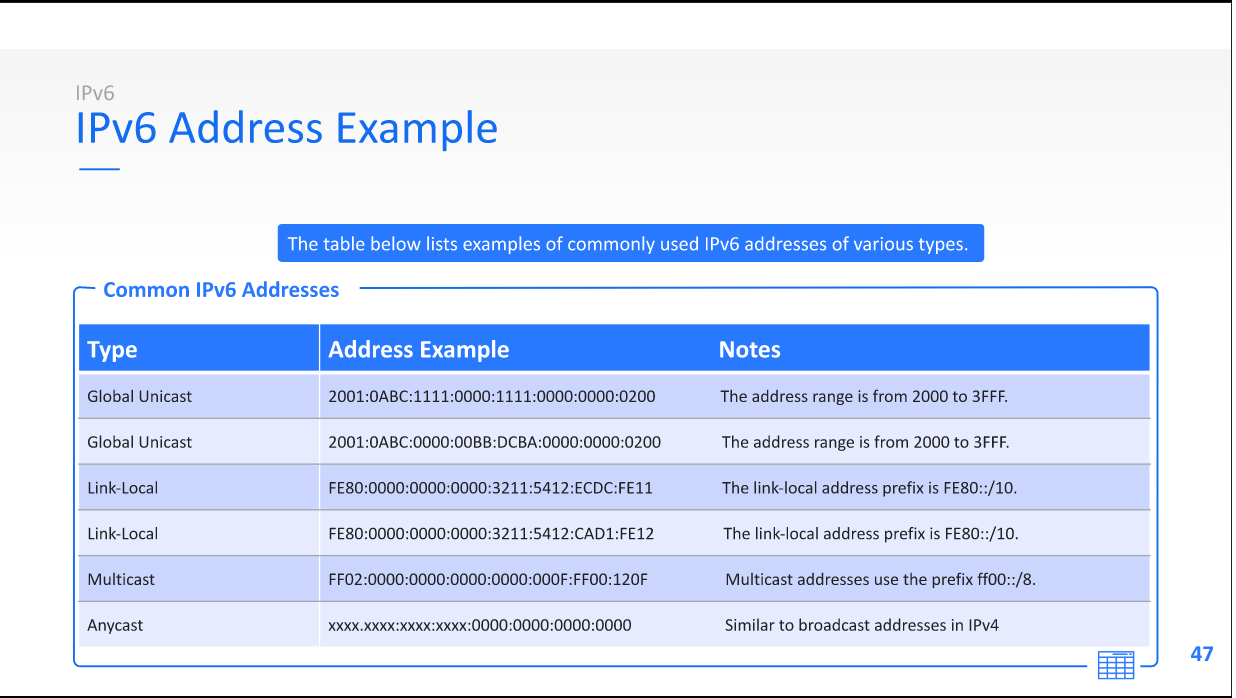 IPv6
IPv6 Address Example
The table below lists examples of commonly used IPv6 addresses of various types.
Common IPv6 Addresses
Type Address Example Notes
Global Unicast 2001:0ABC:1111:0000:1111:0000:0000:0200 The address range is from 2000 to 3FFF.
Global Unicast 2001:0ABC:0000:00BB:DCBA:0000:0000:0200 The address range is from 2000 to 3FFF.
Link-Local FE80:0000:0000:0000:3211:5412:ECDC:FE11 The link-local address prefix is FE80::/10.
Link-Local FE80:0000:0000:0000:3211:5412:CAD1:FE12 The link-local address prefix is FE80::/10.
Multicast FF02:0000:0000:0000:0000:000F:FF00:120F Multicast addresses use the prefix ff00::/8.
Anycast xxxx.xxxx:xxxx:xxxx:0000:0000:0000:0000 Similar to broadcast addresses in IPv4
47